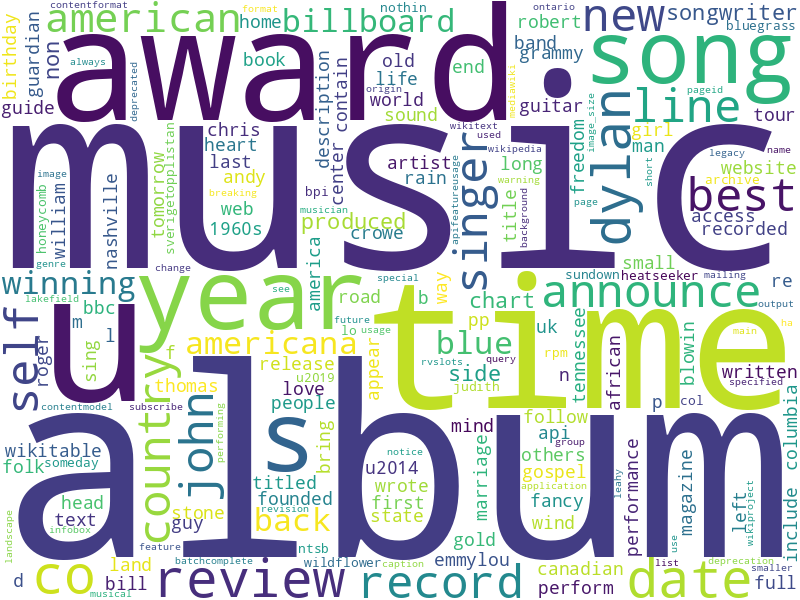 contentformat
format
ontario
american
billboard
nothin
home
robert
new
songwriter
bluegrass
always
birthday
guardian
non
award
deprecated
book
old
life
end
band
grammy
song
mediawiki
guide
description
contain
origin
world
sound
guitar
dylan
image_size
line
pageid
tour
music
chris
heart
last
andy
web
1960s
tomorrow
sverigetopplistan
breaking
center
bpi
artist
rain
musician
wikitext
used
wikipedia
long
title
warning
background
apifeatureusage
singer
freedom
girl
man
short
page
legacy
name
website
archive
best
access
recorded
image
honeycomb
william
genre
nashville
produced
crowe
change
america
special
small
sundown
heatseeker
mailing
re
output
winning
lakefield
bbc
year
see
road
future
lo
usage
b
way
chart
pp
announce
uk
tennessee
rpm
african
written
main
ha
specified
blowin
self
roger
m
l
sing
u
time
americana
f
release
appear
rvslots
query
blue
side
judith
n
p
col
columbia
contentmodel
subscribe
thomas
u2019
love
people
performing
country
john
s
mind
follow
api
group
others
marriage
gospel
application
fancy
wind
leahy
performance
magazine
left
use
wikiproject
include
wikitable
folk
someday
album
bring
u2014
notice
head
text
infobox
landscape
stone
guy
titled
founded
wrote
first
state
back
revision
gold
ntsb
wildflower
caption
emmylou
feature
batchcomplete
d
co
land
bill
musical
review
record
canadian
perform
date
deprecation
list
smaller
full